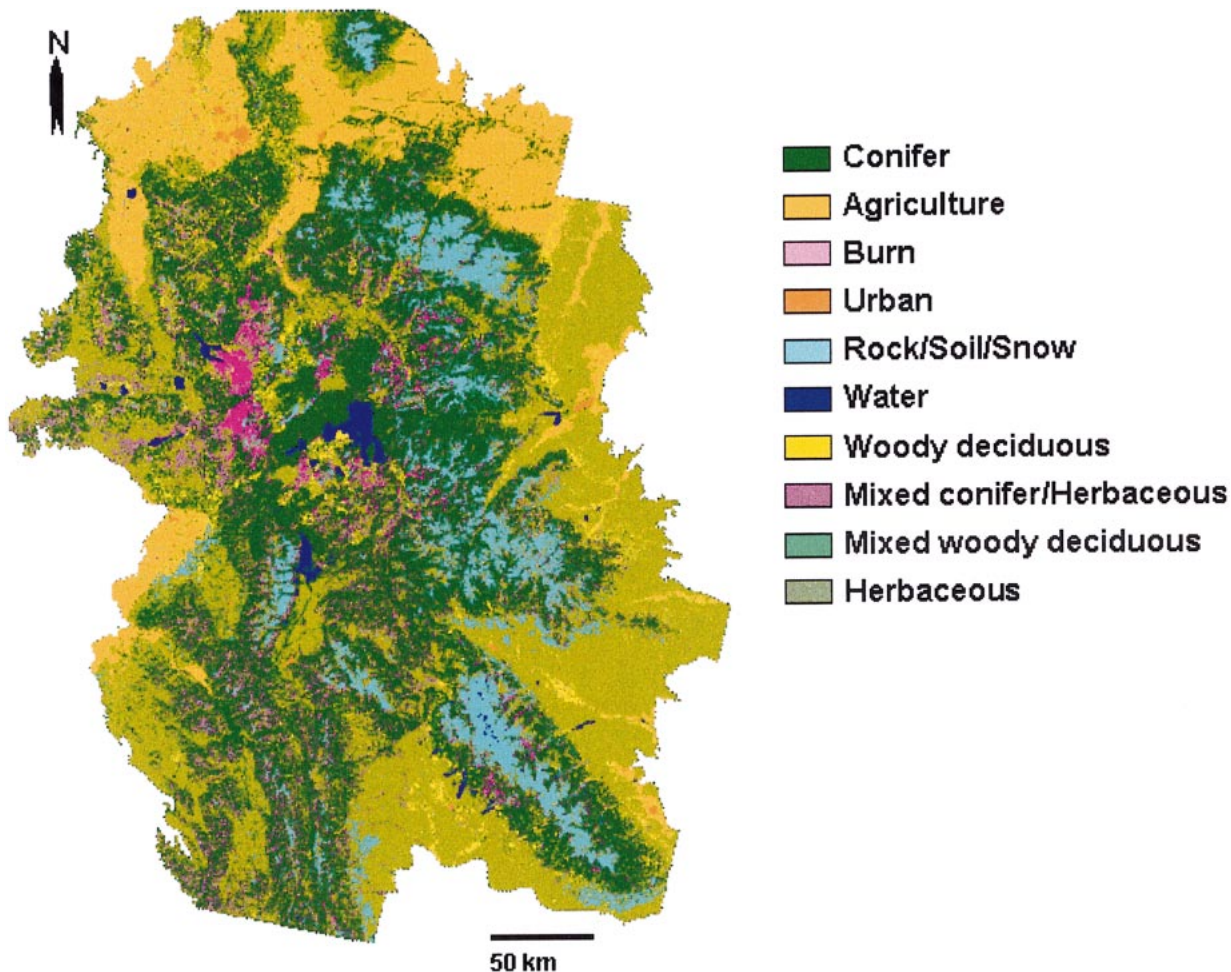 N
Conifer
Agriculture
Burn
Urban
Rock/Soil/Snow
Water
Woody deciduous
Mixed conifer/Herbaceous
Mixed woody deciduous
Herbaceous
50 km